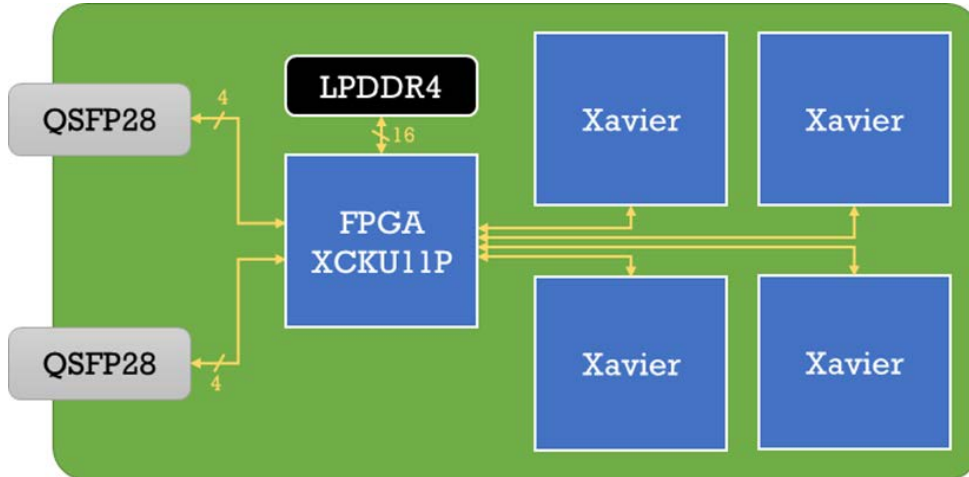 QSFP28
4
LPDDR4
16
FPGA
XCKU11P
QSFP28
4
Xavier
Xavier
Xavier
Xavier